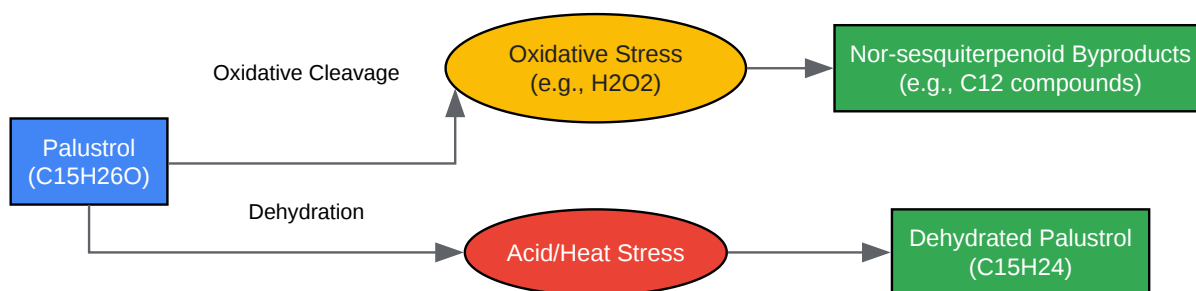 Oxidative Cleavage
Oxidative Stress
(e.g., H2O2)
Nor-sesquiterpenoid Byproducts
(e.g., C12 compounds)
Palustrol
(C15H26O)
Dehydration
Acid/Heat Stress
Dehydrated Palustrol
(C15H24)